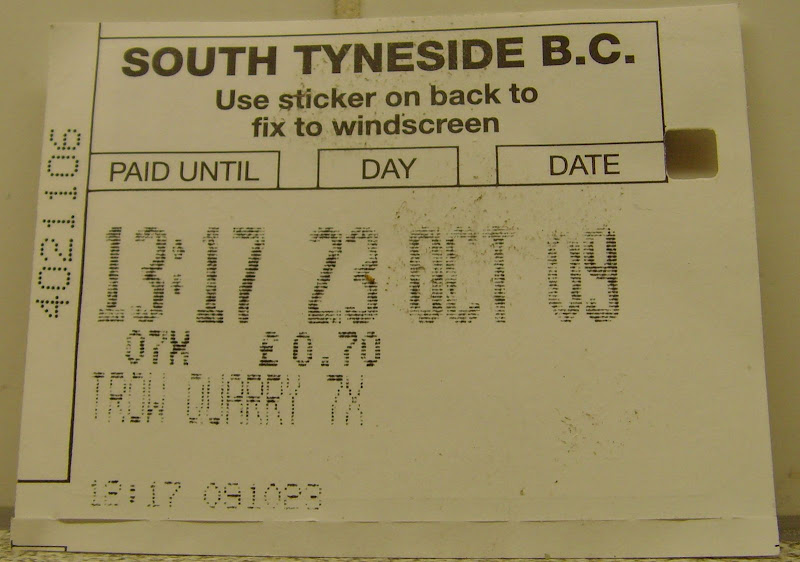 SOUTH TYNESIDE B.C.
Use sticker on back to
fix to windscreen
PAID UNTIL DAY DATE
13:17 23 OCT 09
07X £0.70
TROW QUARRY 7X
12:17 091023
4021106